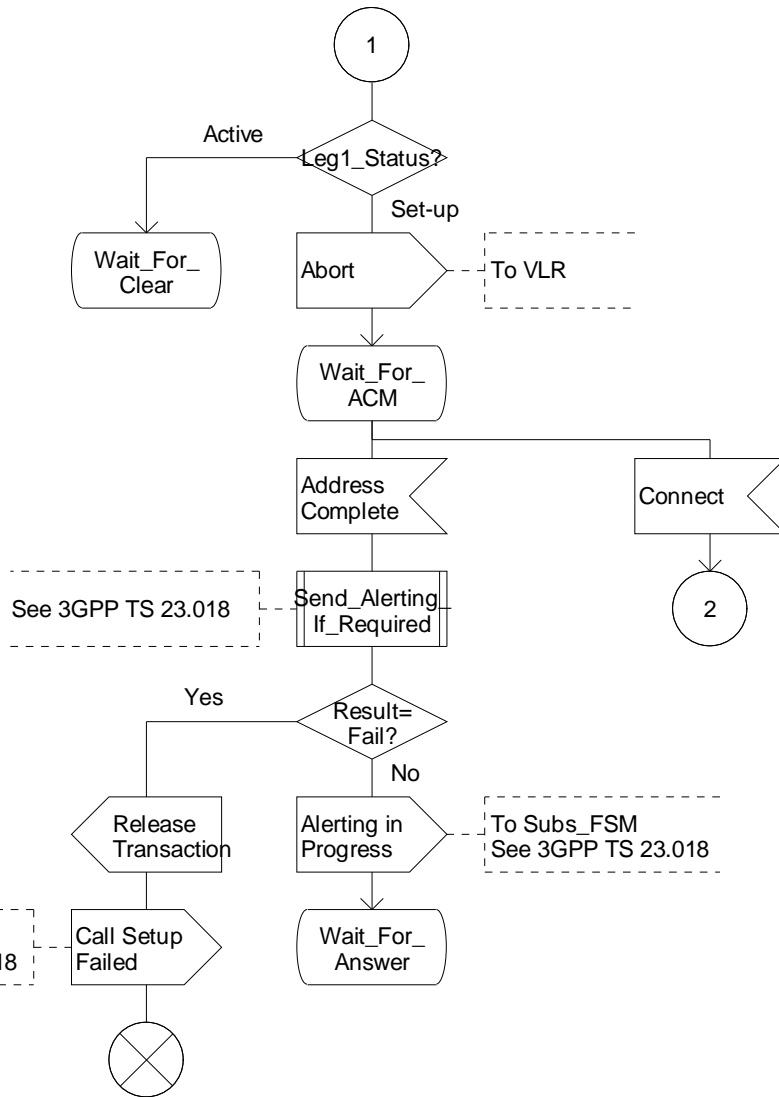 1
Active
Leg1_Status?
Set-up
Wait_For_
Clear
Abort
To VLR
Wait_For_
ACM
Address
Complete
Connect
See 3GPP TS 23.018
Send_Alerting_
If_Required
2
Yes
Result=
Fail?
No
Release
Transaction
Alerting in
Progress
To Subs_FSM
See 3GPP TS 23.018
Call Setup
Failed
Wait_For_
Answer